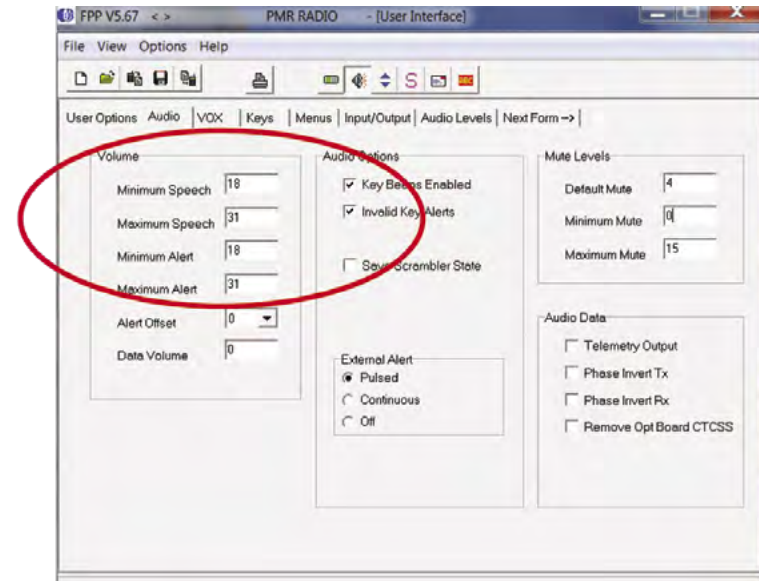 FPP V5.67 < > PMR RADIO - [User Interface]
File View Options Help
User Options Audio VOX Keys Menus Input/Output Audio Levels Next Form ->
Volume
Minimum Speech 18
Maximum Speech 31
Minimum Alert 18
Maximum Alert 31
Alert Offset 0
Data Volume 0
Audio Options
Key Beeps Enabled
Invalid Key Alerts
Save Scrambler State
External Alert
Pulsed
Continuous
Off
Mute Levels
Default Mute 4
Minimum Mute 0
Maximum Mute 15
Audio Data
Telemetry Output
Phase Invert Tx
Phase Invert Rx
Remove Opt Board CTCSS